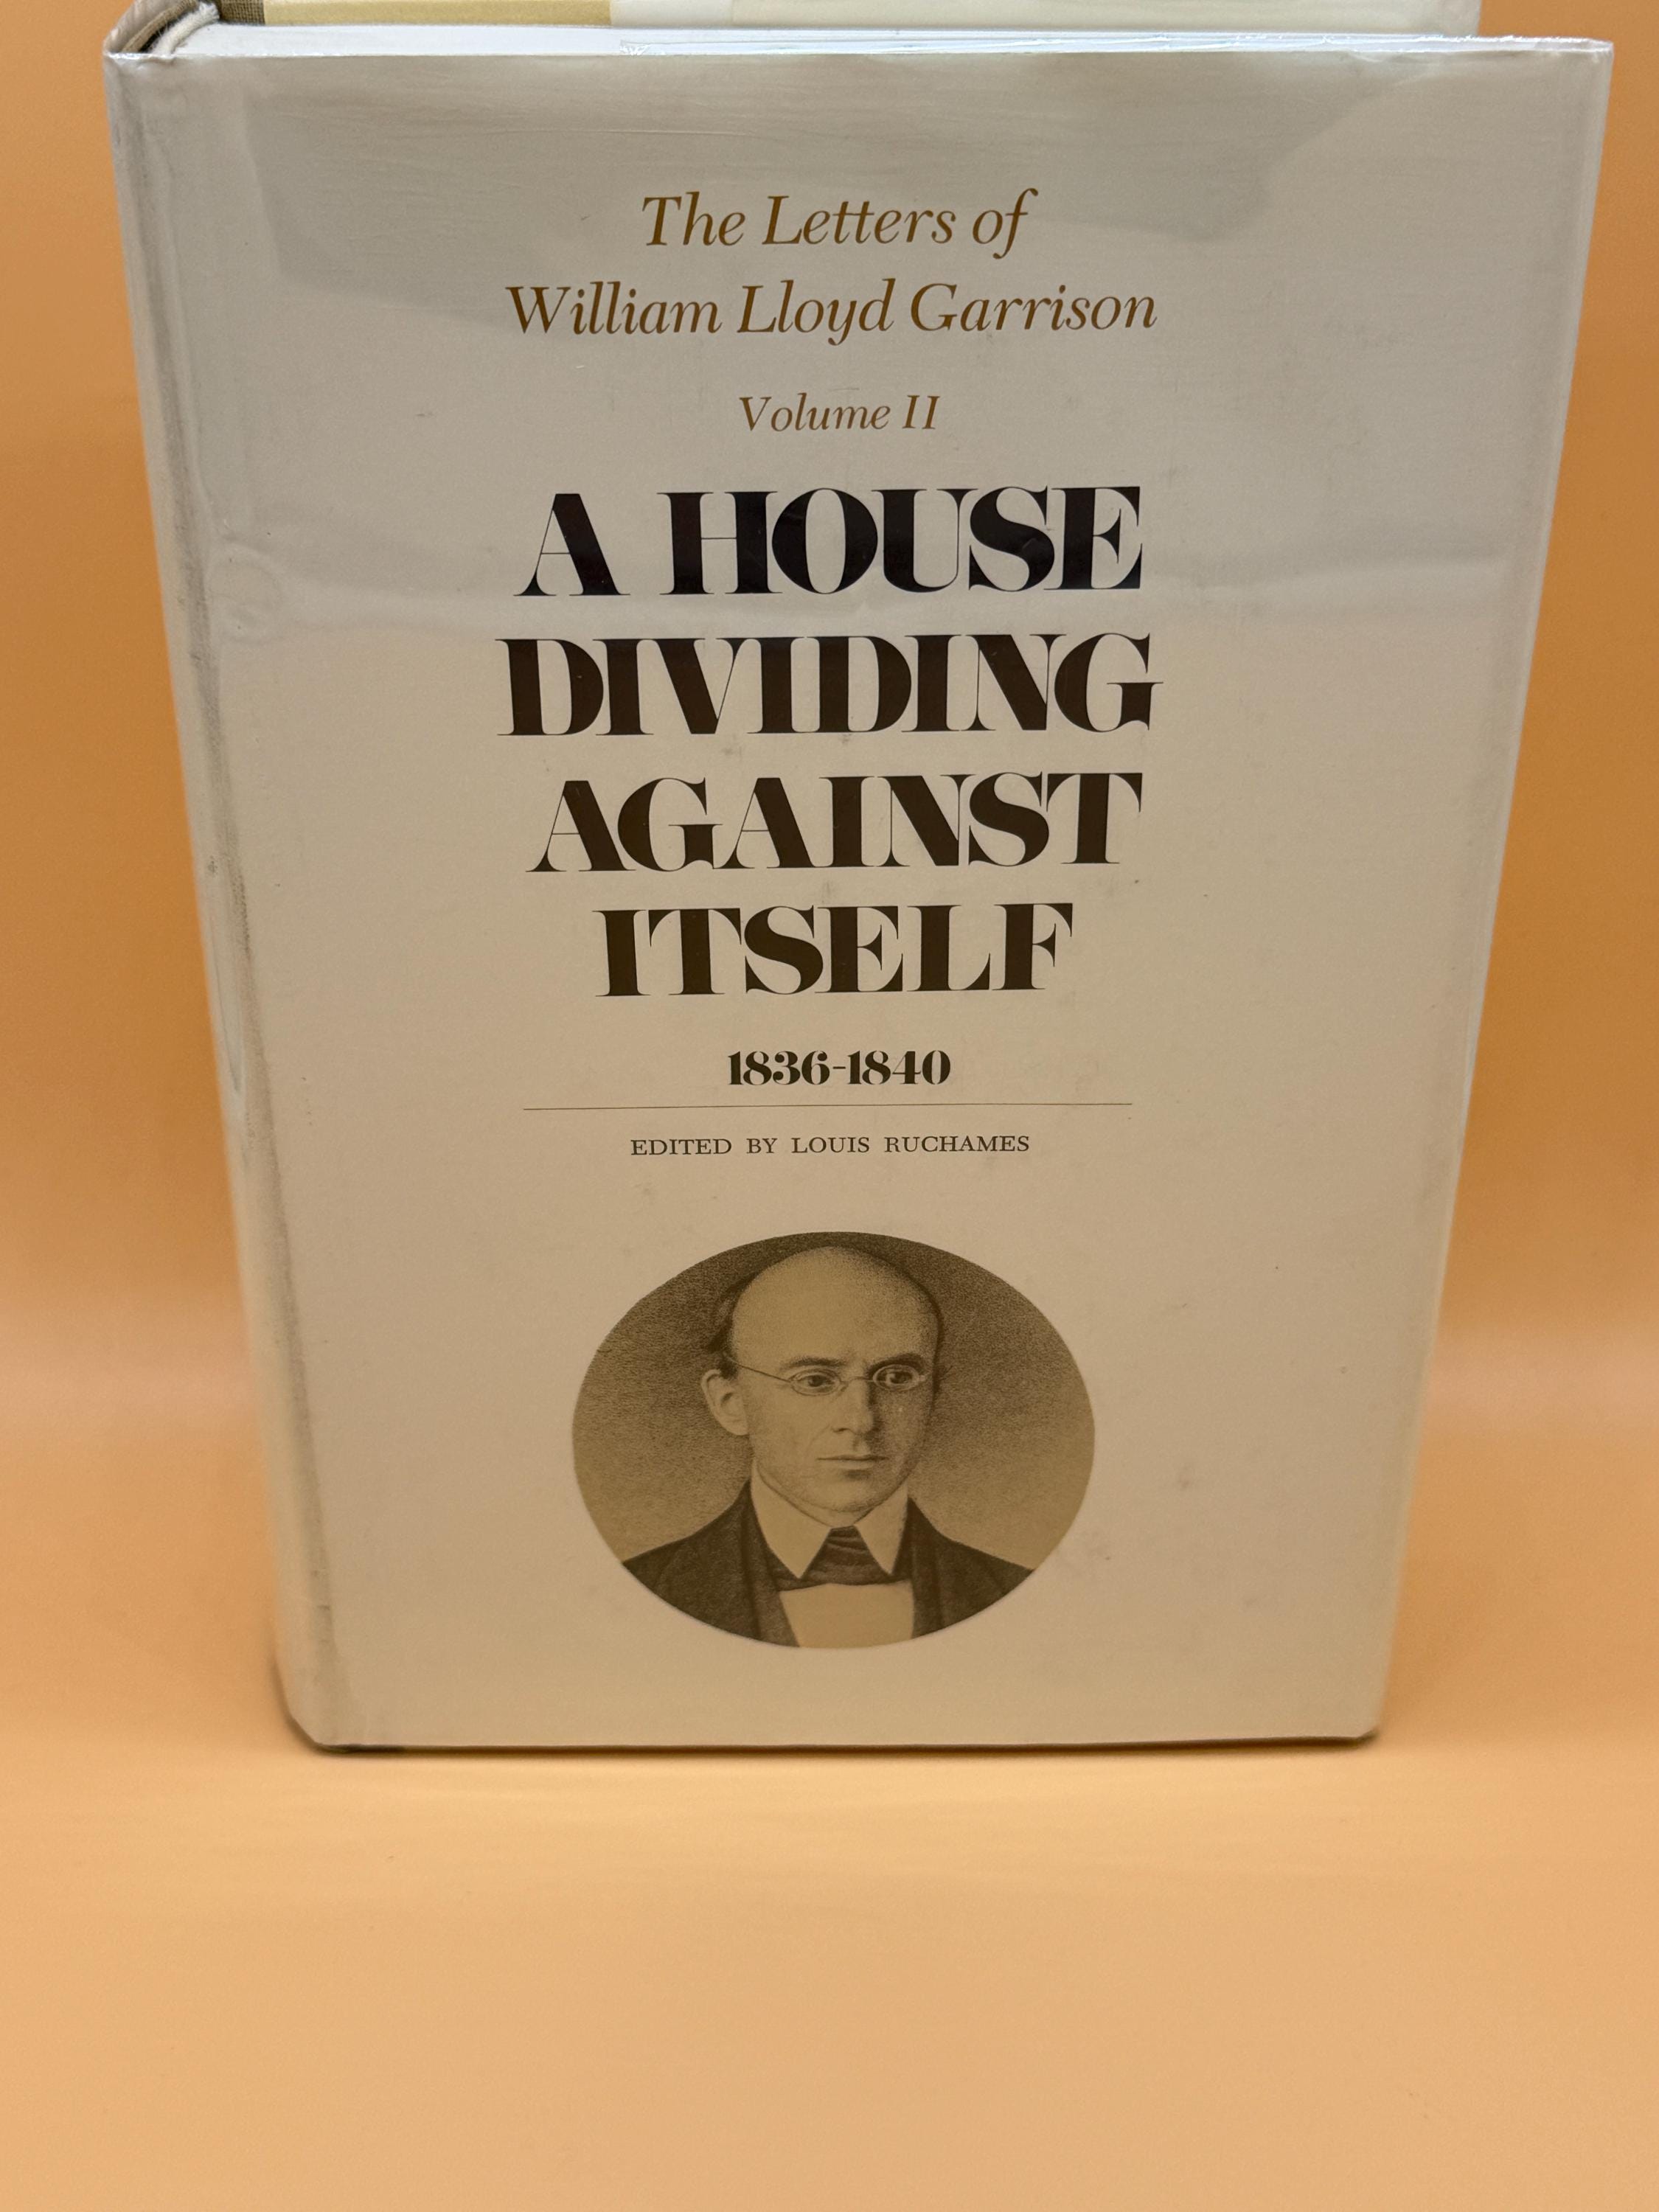 The Letters of
William Lloyd Garrison
Volume II
A HOUSE
DIVIDING
AGAINST
ITSELF
1836-1840
EDITED BY LOUIS RUCHAMES